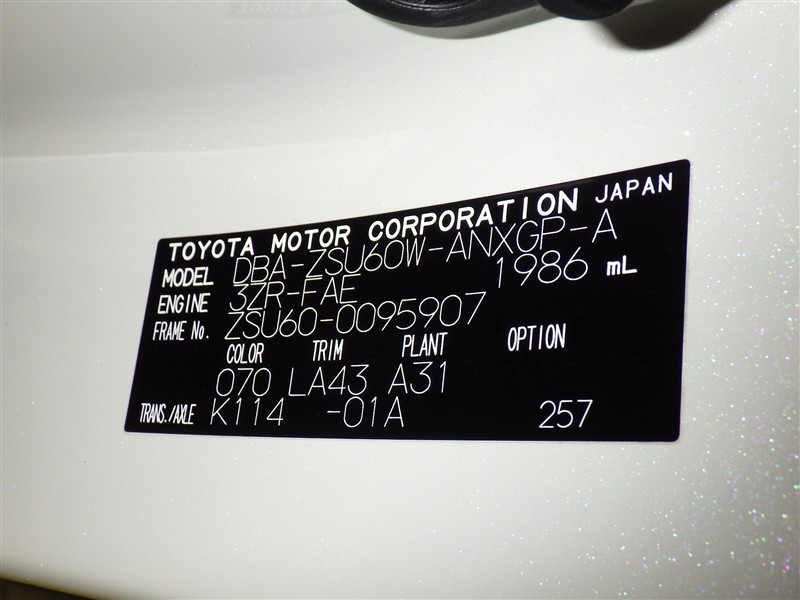 TOYOTA MOTOR CORPORATION JAPAN
MODEL DBA-ZSU60W-ANXGP-A
ENGINE 3ZR-FAE 1986 mL
FRAME No. ZSU60-0095907
COLOR TRIM PLANT OPTION
070 LA43 A31
TRANS./AXLE K114 -01A 257